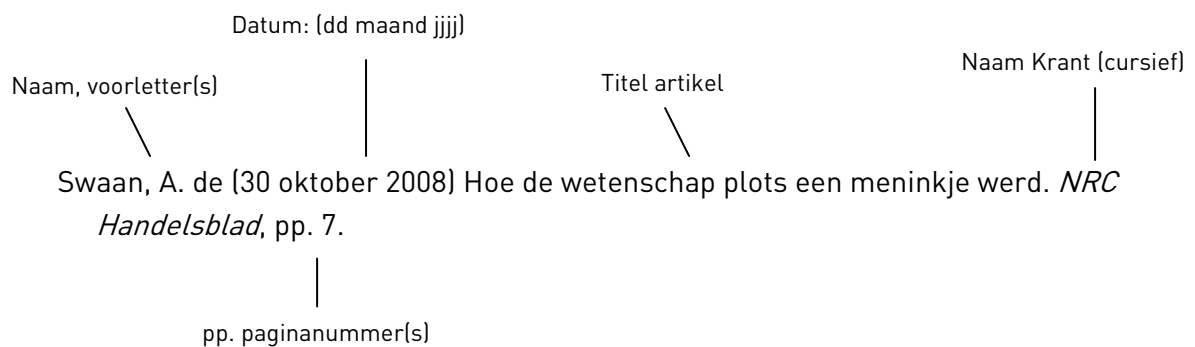 Datum: (dd maand jjjj)
Naam Krant (cursief)
Naam, voorletter(s)
Titel artikel
Swaan, A. de (30 oktober 2008) Hoe de wetenschap plots een meninkje werd. NRC
Handelsblad, pp. 7.
pp. paginanummer(s)